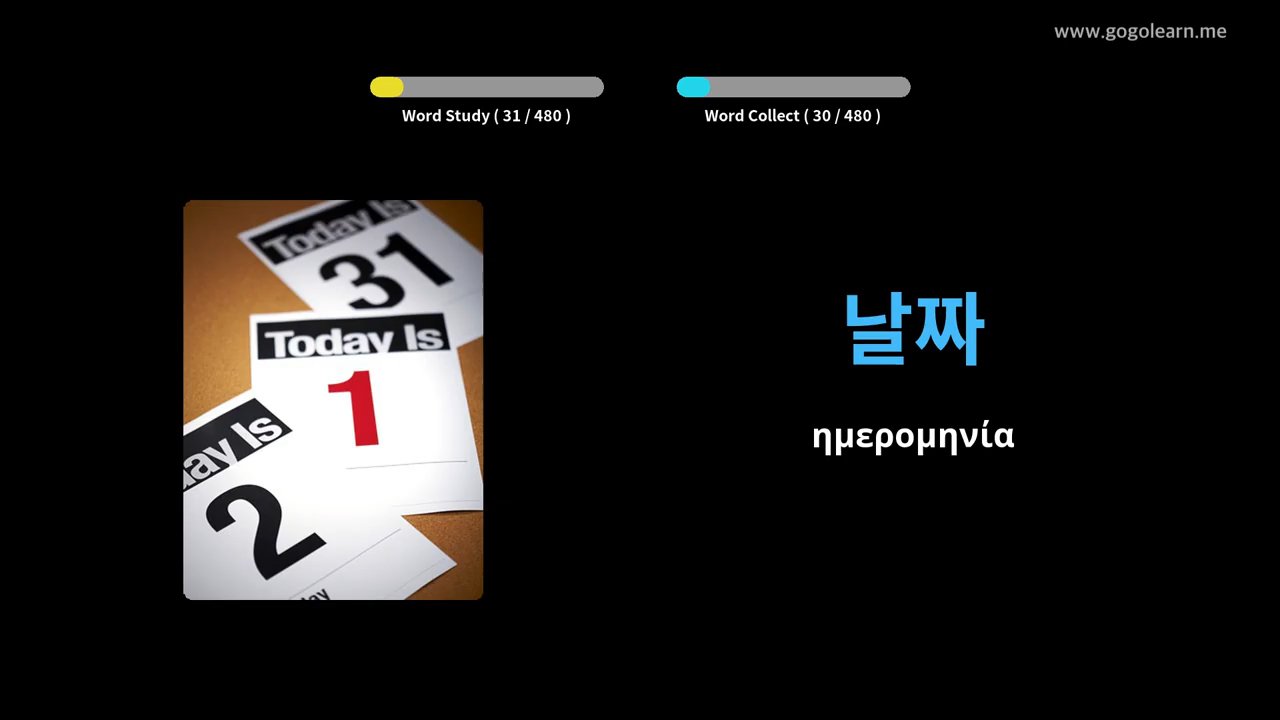 www.gogolearn.me
Word Study ( 31 / 480 )
Word Collect ( 30 / 480 )
Today Is
31
Today Is
1
ay Is
2
ay
날짜
ημερομηνία